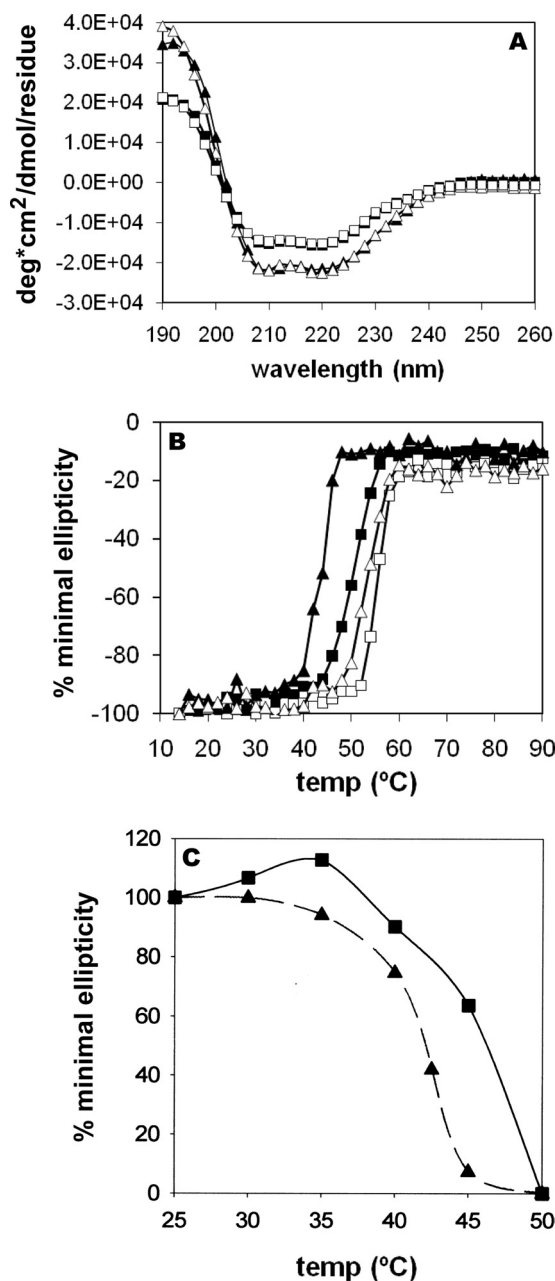 A
deg*cm²/dmol/residue
4.0E+04
3.0E+04
2.0E+04
1.0E+04
0.0E+00
-1.0E+04
-2.0E+04
-3.0E+04
190 200 210 220 230 240 250 260
wavelength (nm)
B
% minimal ellipticity
0
-20
-40
-60
-80
-100
10 20 30 40 50 60 70 80 90
temp (ºC)
C
% minimal ellipticity
120
100
80
60
40
20
0
25 30 35 40 45 50
temp (ºC)